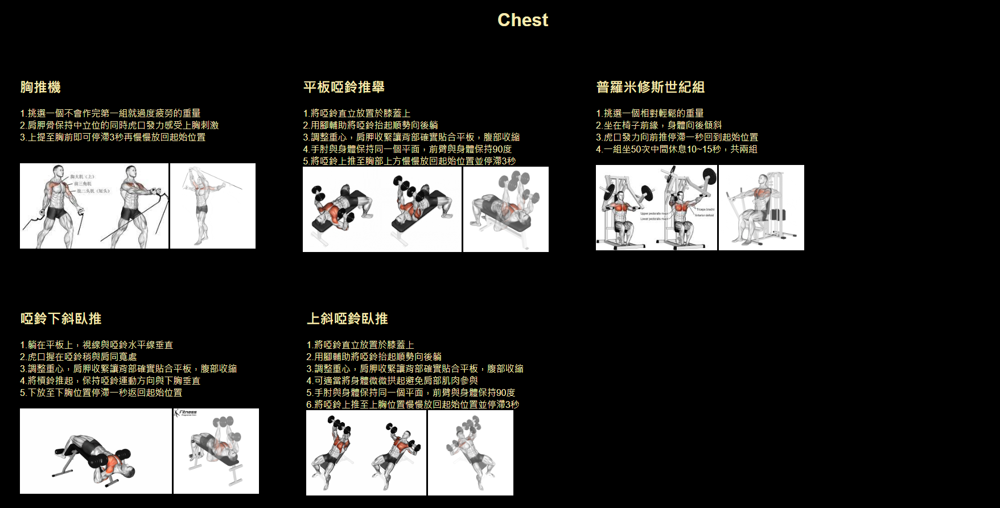 Chest
胸推機
1.挑選一個不會作完第一組就過度疲勞的重量
2.肩胛骨保持中立位的同時虎口發力感受上胸刺激
3.上提至胸前即可停滯3秒再慢慢放回起始位置
胸大肌（上）
前三角肌
肱二头肌（短头）
平板啞鈴推舉
1.將啞鈴直立放置於膝蓋上
2.用腳輔助將啞鈴抬起順勢向後躺
3.調整重心，肩胛收緊讓背部確實貼合平板，腹部收縮
4.手肘與身體保持同一個平面，前臂與身體保持90度
5.將啞鈴上推至胸部上方慢慢放回起始位置並停滯3秒
普羅米修斯世紀組
1.挑選一個相對輕鬆的重量
2.坐在椅子前緣，身體向後傾斜
3.虎口發力向前推停滯一秒回到起始位置
4.一組坐50次中間休息10~15秒，共兩組
Upper pectoralis major
Lower pectoralis major
Triceps brachii
Anterior deltoid
啞鈴下斜臥推
1.躺在平板上，視線與啞鈴水平線垂直
2.虎口握在啞鈴稍與肩同寬處
3.調整重心，肩胛收緊讓背部確實貼合平板，腹部收縮
4.將槓鈴推起，保持啞鈴運動方向與下胸垂直
5.下放至下胸位置停滯一秒返回起始位置
Fitness
上斜啞鈴臥推
1.將啞鈴直立放置於膝蓋上
2.用腳輔助將啞鈴抬起順勢向後躺
3.調整重心，肩胛收緊讓背部確實貼合平板，腹部收縮
4.可適當將身體微微拱起避免肩部肌肉參與
5.手肘與身體保持同一個平面，前臂與身體保持90度
6.將啞鈴上推至上胸位置慢慢放回起始位置並停滯3秒